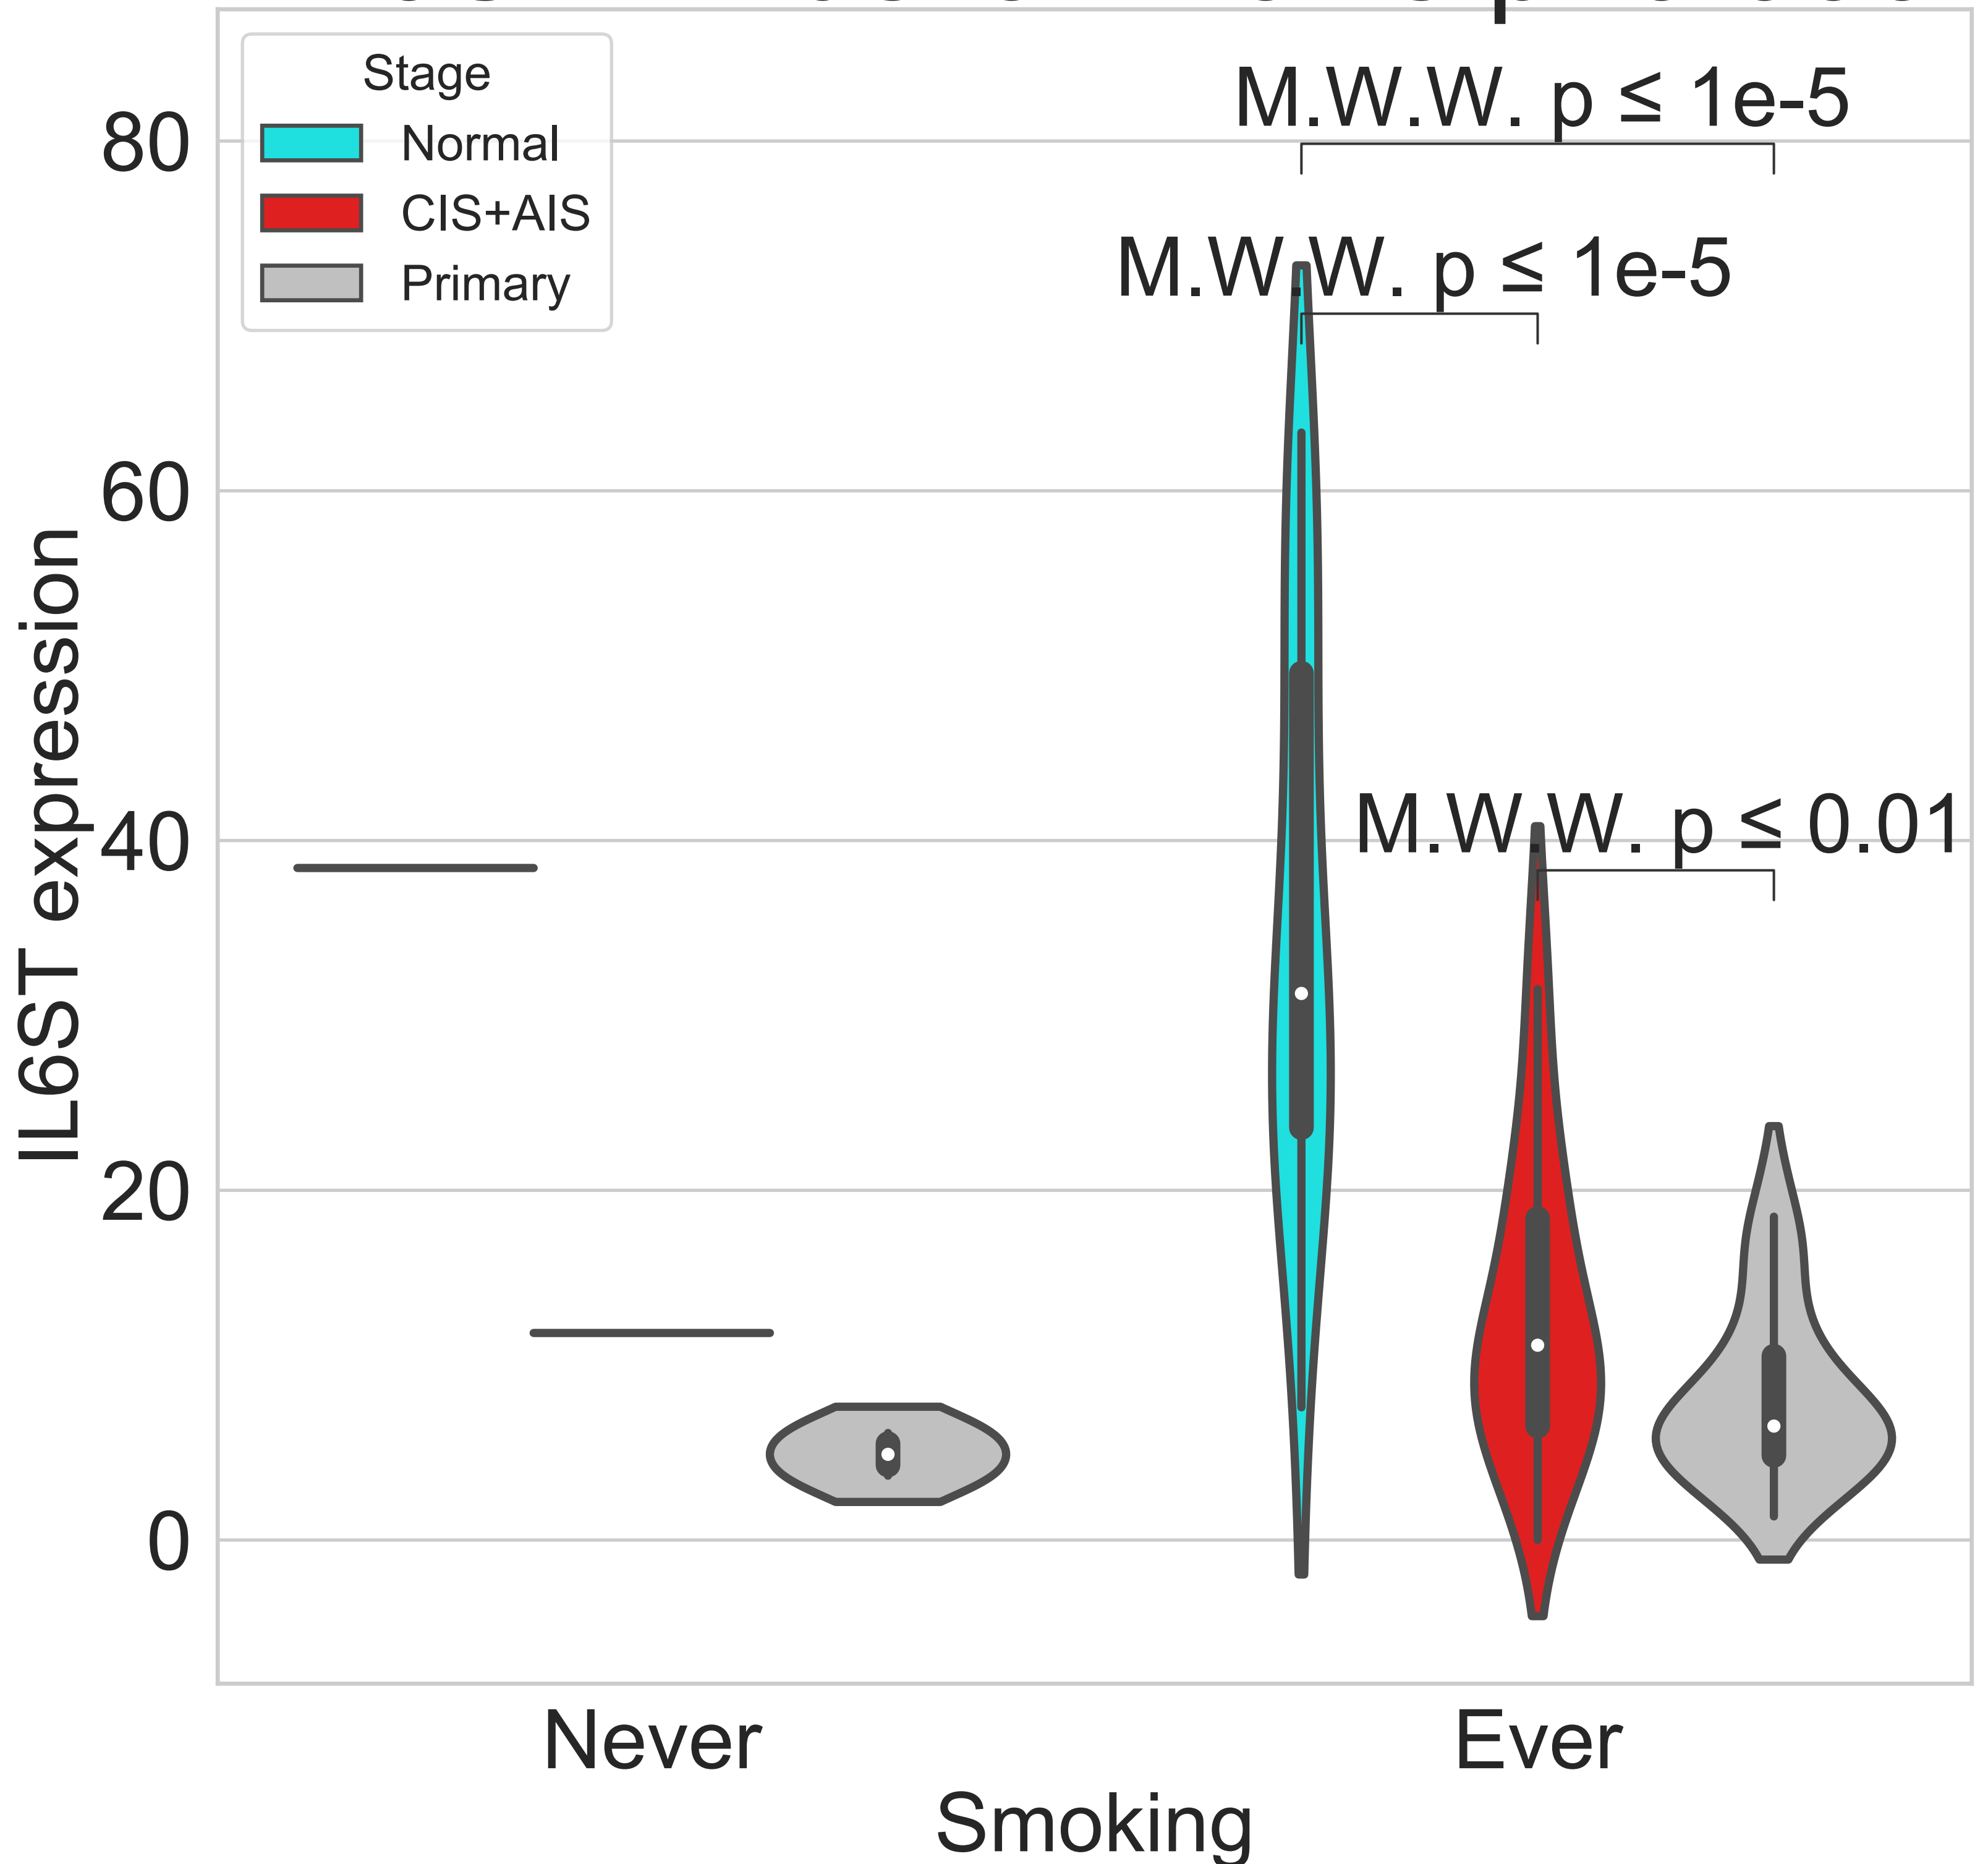 Stage
Normal
CIS+AIS
Primary
M.W.W. p ≤ 1e-5
M.W.W. p ≤ 1e-5
M.W.W. p ≤ 0.01
80
60
40
20
0
IL6ST expression
Never
Ever
Smoking